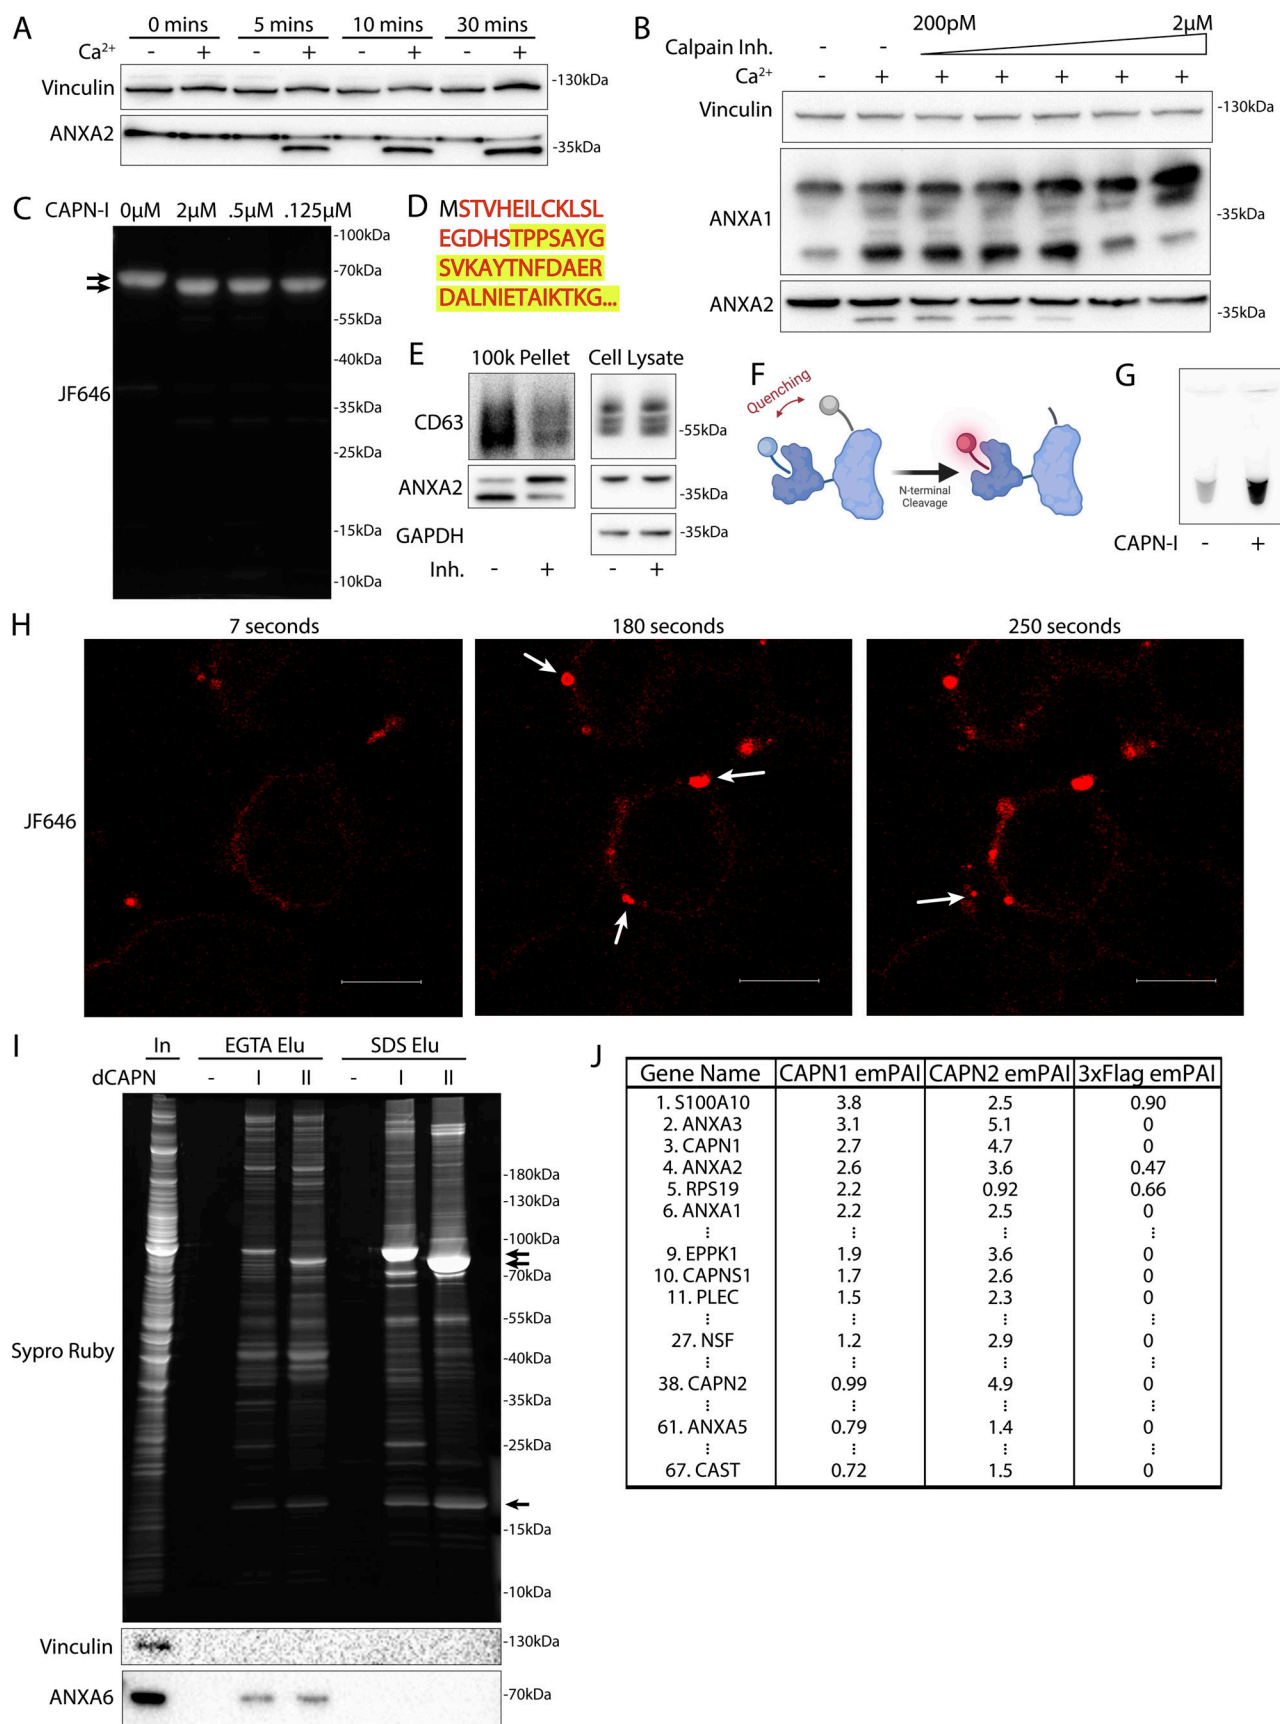 A
0 mins 5 mins 10 mins 30 mins
Ca²⁺ - + - + - + - +
Vinculin -130kDa
ANXA2 -35kDa
B
200pM 2μM
Calpain Inh. - -
Ca²⁺ - + + + + + +
Vinculin -130kDa
ANXA1 -35kDa
ANXA2 -35kDa
C
CAPN-I 0μM 2μM .5μM .125μM
-100kDa
-70kDa
-55kDa
-40kDa
JF646
-35kDa
-25kDa
-15kDa
-10kDa
D
MSTVHEILCKLSL
EGDHSTPPSAYG
SVKAYTNFDAER
DALNIETAIKTKG...
E
100k Pellet Cell Lysate
CD63 -55kDa
ANXA2 -35kDa
GAPDH -35kDa
Inh. - + - +
F
Quenching
N-terminal
Cleavage
G
CAPN-I - +
H
7 seconds 180 seconds 250 seconds
JF646
I
In EGTA Elu SDS Elu
dCAPN - I II - I II
-180kDa
-130kDa
-100kDa
-70kDa
-55kDa
Sypro Ruby
-40kDa
-35kDa
-25kDa
-15kDa
-10kDa
Vinculin -130kDa
ANXA6 -70kDa
J
Gene Name CAPN1 emPAI CAPN2 emPAI 3xFlag emPAI
1. S100A10 3.8 2.5 0.90
2. ANXA3 3.1 5.1 0
3. CAPN1 2.7 4.7 0
4. ANXA2 2.6 3.6 0.47
5. RPS19 2.2 0.92 0.66
6. ANXA1 2.2 2.5 0
⋮ ⋮ ⋮ ⋮
9. EPPK1 1.9 3.6 0
10. CAPNS1 1.7 2.6 0
11. PLEC 1.5 2.3 0
⋮ ⋮ ⋮ ⋮
27. NSF 1.2 2.9 0
⋮ ⋮ ⋮ ⋮
38. CAPN2 0.99 4.9 0
⋮ ⋮ ⋮ ⋮
61. ANXA5 0.79 1.4 0
⋮ ⋮ ⋮ ⋮
67. CAST 0.72 1.5 0